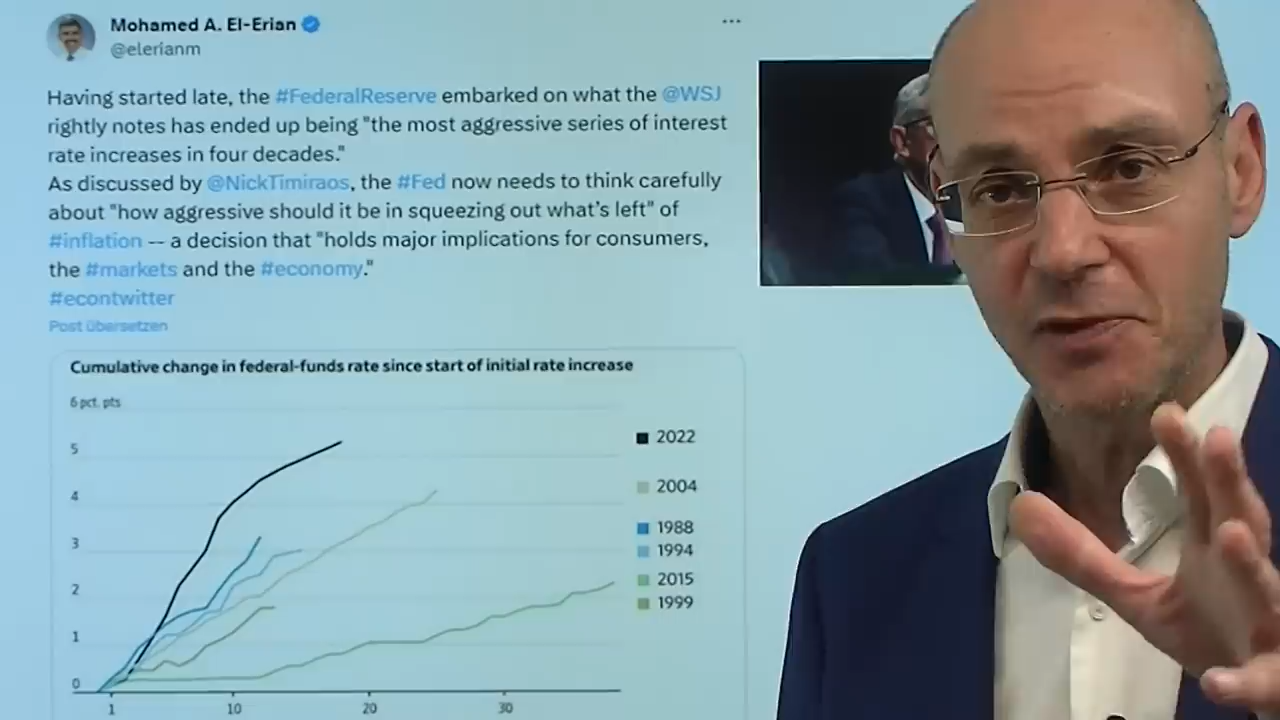 Mohamed A. El-Erian
@elerianm
...
Having started late, the #FederalReserve embarked on what the @WSJ
rightly notes has ended up being "the most aggressive series of interest
rate increases in four decades."
As discussed by @NickTimiraos, the #Fed now needs to think carefully
about "how aggressive should it be in squeezing out what's left" of
#inflation -- a decision that "holds major implications for consumers,
the #markets and the #economy."
#econtwitter
Post übersetzen
Cumulative change in federal-funds rate since start of initial rate increase
6 pct. pts
5
4
3
2
1
0
1 10 20 30
2022
2004
1988
1994
2015
1999